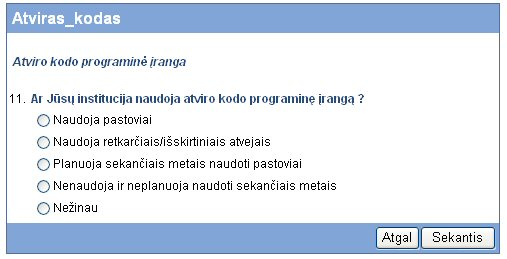 Atviras_kodas
Atviro kodo programinė įranga
11. Ar Jūsų institucija naudoja atviro kodo programinę įrangą ?
Naudoja pastoviai
Naudoja retkarčiais/išskirtiniais atvejais
Planuoja sekančiais metais naudoti pastoviai
Nenaudoja ir neplanuoja naudoti sekančiais metais
Nežinau
Atgal Sekantis